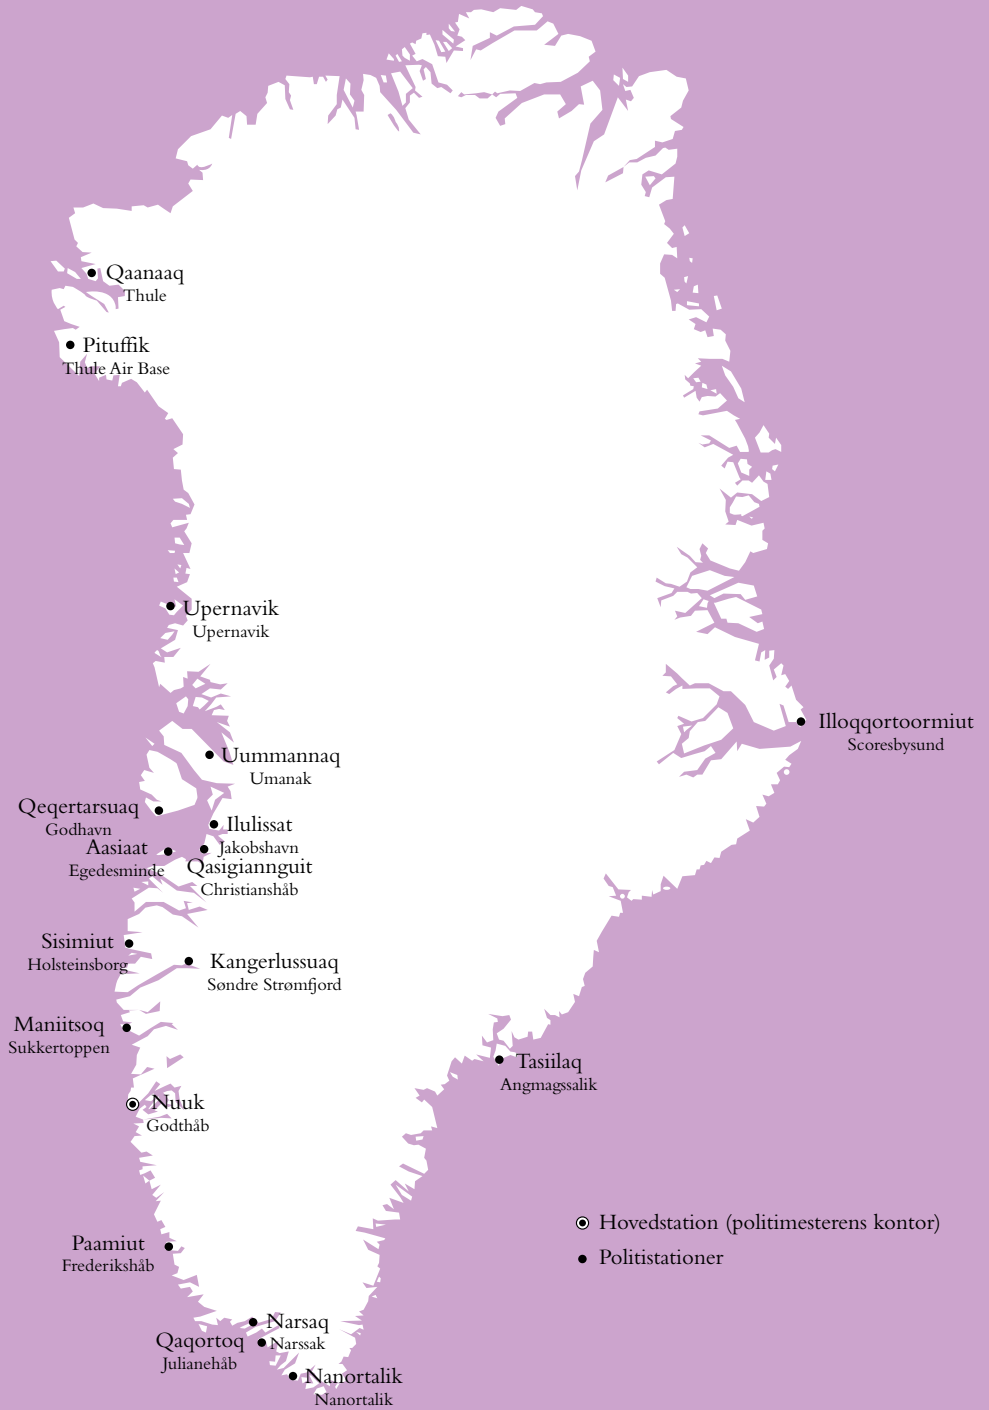 Qaanaaq
Thule
Pituffik
Thule Air Base
Upernavik
Upernavik
Illoqqortoormiut
Scoresbysund
Uummannaq
Umanak
Qeqertarsuaq
Godhavn
Ilulissat
Jakobshavn
Aasiaat
Egedesminde
Qasigiannguit
Christianshåb
Sisimiut
Holsteinsborg
Kangerlussuaq
Søndre Strømfjord
Maniitsoq
Sukkertoppen
Tasiilaq
Angmagssalik
Nuuk
Godthåb
Hovedstation (politimesterens kontor)
Politistationer
Paamiut
Frederikshåb
Narsaq
Narssak
Qaqortoq
Julianehåb
Nanortalik
Nanortalik